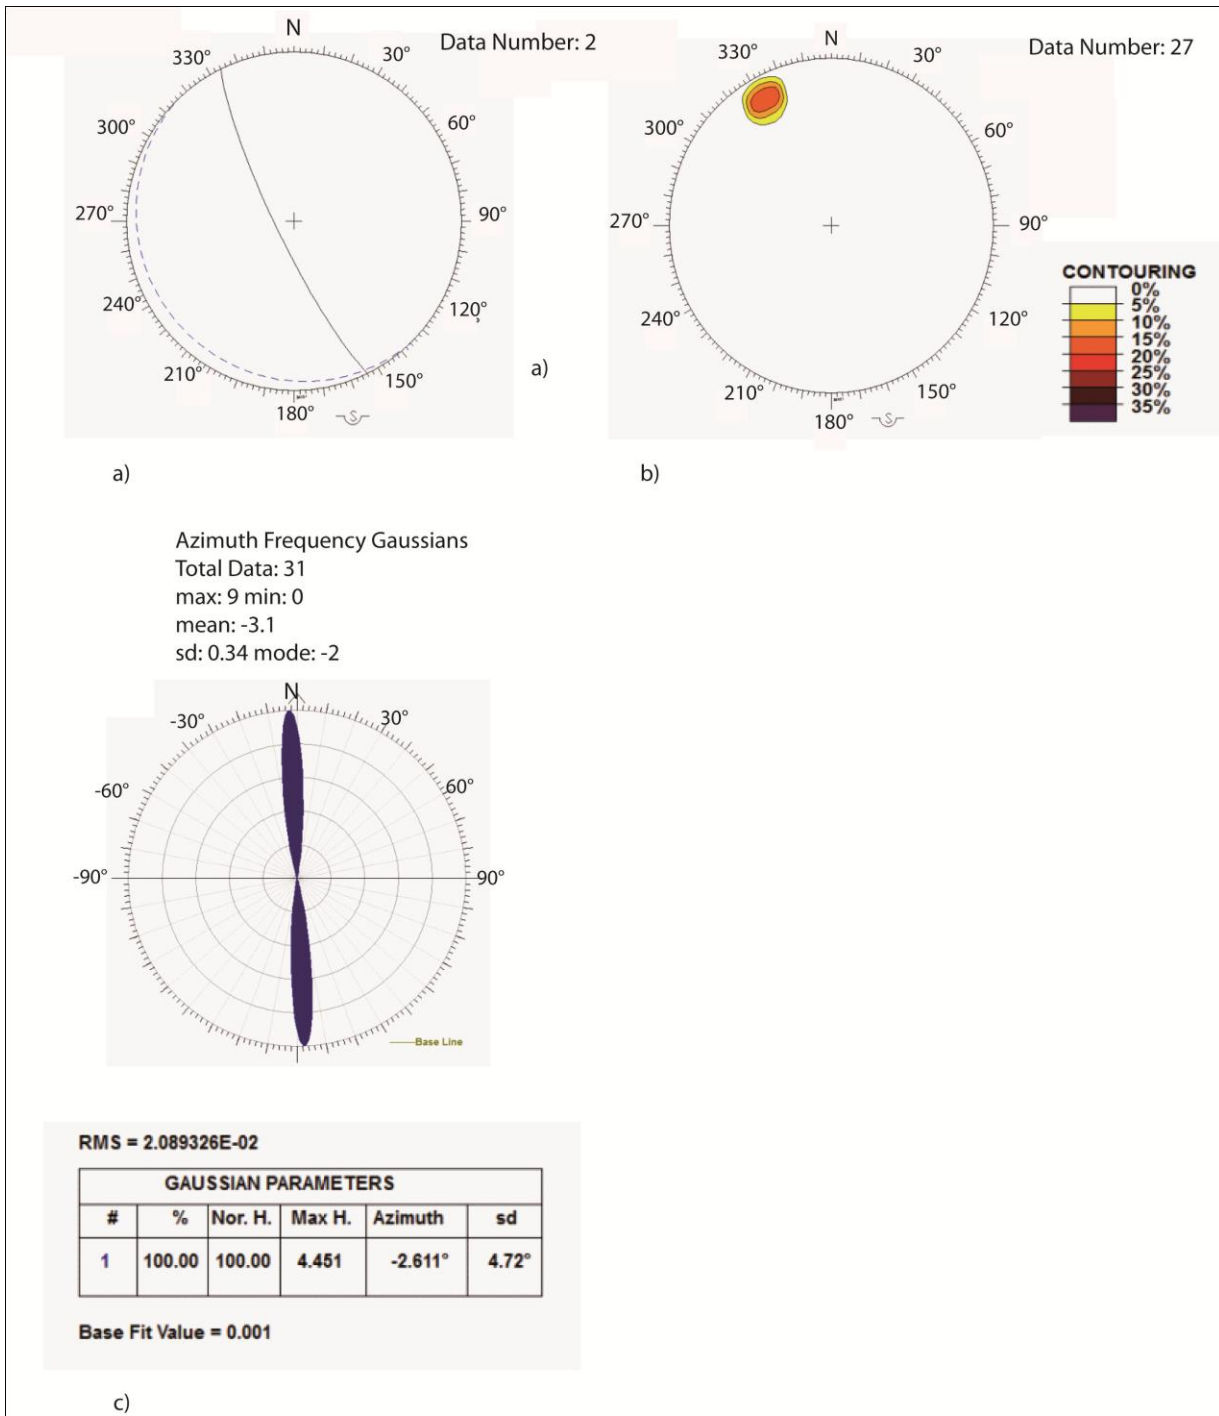 N
Data Number: 2
330°
30°
300°
60°
270°
90°
240°
120°
210°
150°
180°
S
a)
a)
N
Data Number: 27
330°
30°
300°
60°
270°
90°
240°
120°
210°
150°
180°
S
CONTOURING
0%
5%
10%
15%
20%
25%
30%
35%
b)
Azimuth Frequency Gaussians
Total Data: 31
max: 9 min: 0
mean: -3.1
sd: 0.34 mode: -2
N
-30°
30°
-60°
60°
-90°
90°
Base Line
RMS = 2.089326E-02
GAUSSIAN PARAMETERS
# % Nor. H. Max H. Azimuth sd
1 100.00 100.00 4.451 -2.611° 4.72°
Base Fit Value = 0.001
c)